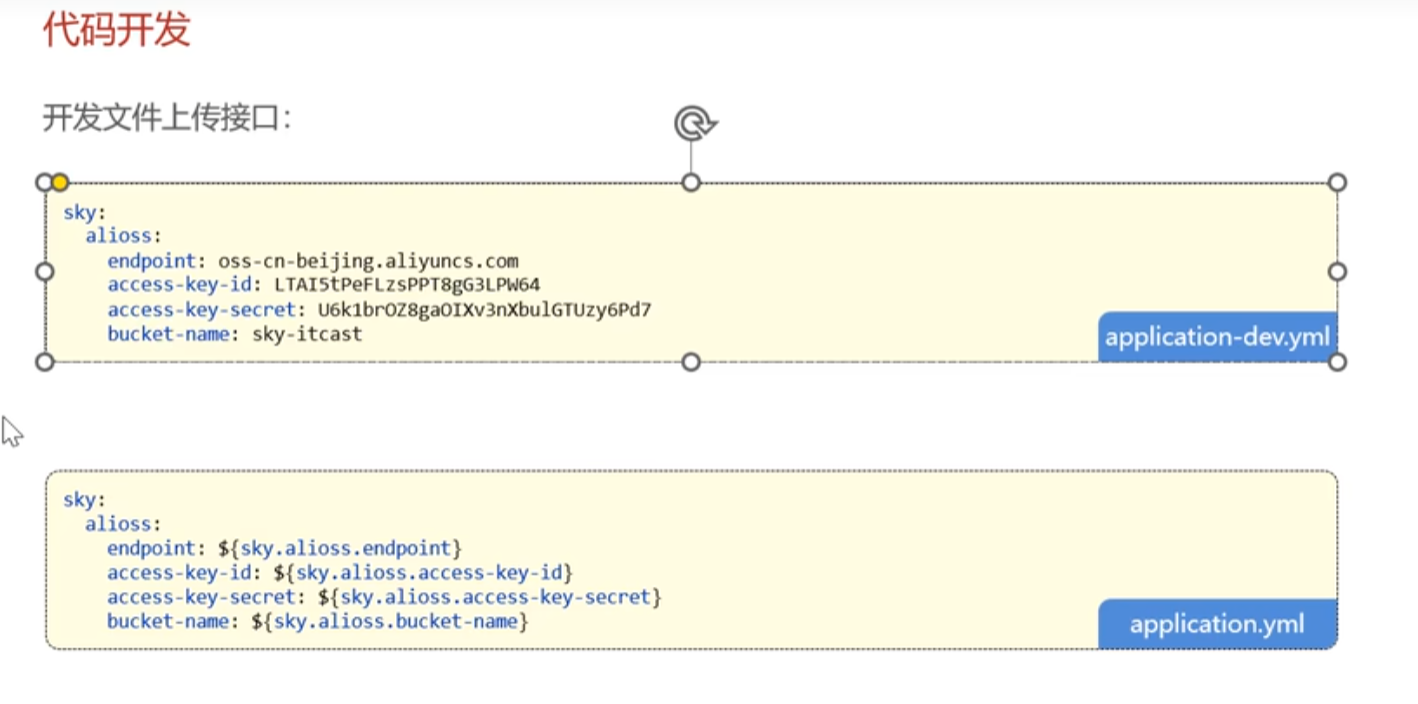 代码开发
开发文件上传接口：
sky:
  alioss:
    endpoint: oss-cn-beijing.aliyuncs.com
    access-key-id: LTAI5tPeFLzsPPT8gG3LPW64
    access-key-secret: U6k1brOZ8gaOIXv3nXbulGTUzy6Pd7
    bucket-name: sky-itcast
application-dev.yml
sky:
  alioss:
    endpoint: ${sky.alioss.endpoint}
    access-key-id: ${sky.alioss.access-key-id}
    access-key-secret: ${sky.alioss.access-key-secret}
    bucket-name: ${sky.alioss.bucket-name}
application.yml